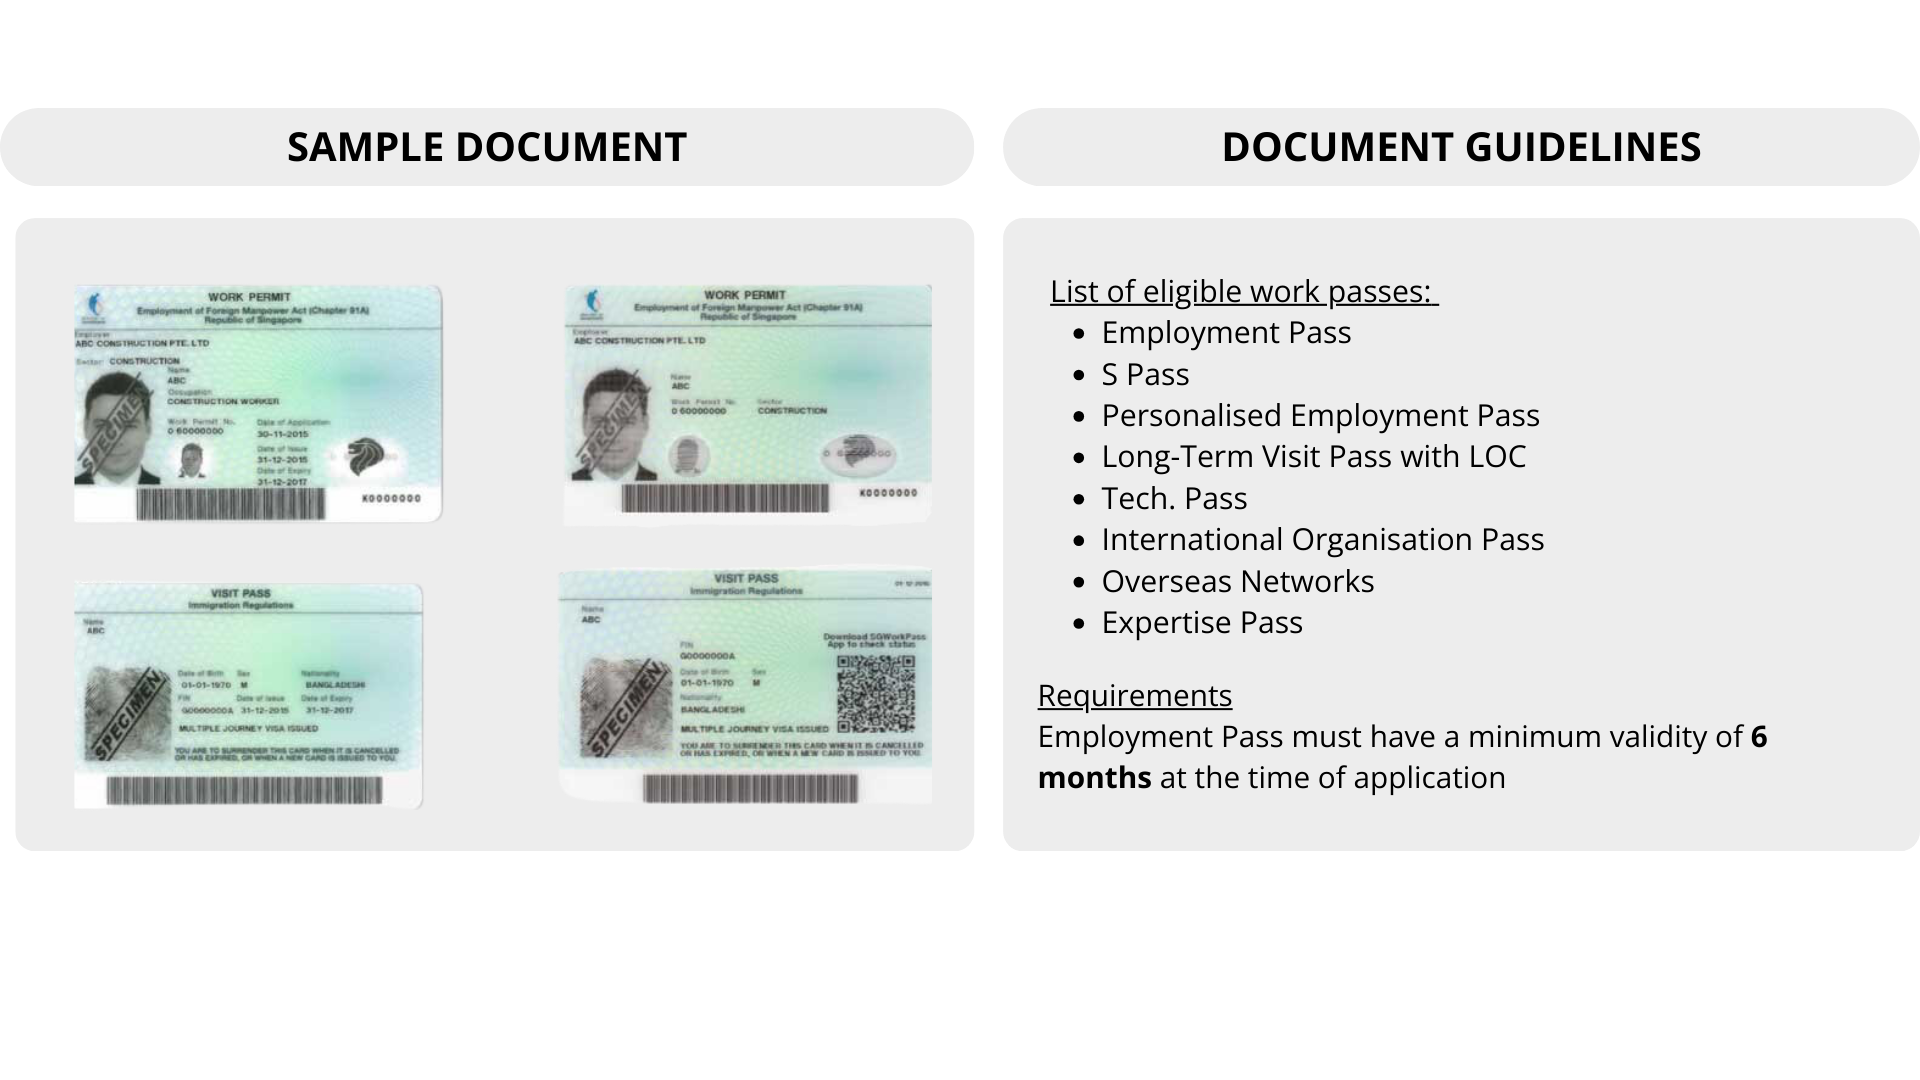 SAMPLE DOCUMENT
WORK PERMIT
Employment of Foreign Manpower Act (Chapter 91A)
Republic of Singapore
Employer
ABC CONSTRUCTION PTE. LTD
Sector CONSTRUCTION
Name
ABC
Occupation
CONSTRUCTION WORKER
Work Permit No. Date of Application
0 60000000 30-11-2015
Date of Issue
31-12-2015
Date of Expiry
31-12-2017
SPECIMEN
K0000000
WORK PERMIT
Employment of Foreign Manpower Act (Chapter 91A)
Republic of Singapore
Employer
ABC CONSTRUCTION PTE. LTD
Name
ABC
Work Permit No. Sector
0 60000000 CONSTRUCTION
SPECIMEN
K0000000
VISIT PASS
Immigration Regulations
Name
ABC
Date of Birth Sex Nationality
01-01-1970 M BANGLADESHI
FIN Date of Issue Date of Expiry
G0000000A 31-12-2015 31-12-2017
MULTIPLE JOURNEY VISA ISSUED
SPECIMEN
YOU ARE TO SURRENDER THIS CARD WHEN IT IS CANCELLED
OR HAS EXPIRED, OR WHEN A NEW CARD IS ISSUED TO YOU.
VISIT PASS
Immigration Regulations
Name
ABC
Download SGWorkPass
App to check status
FIN
G0000000A
Date of Birth Sex
01-01-1970 M
Nationality
BANGLADESHI
MULTIPLE JOURNEY VISA ISSUED
SPECIMEN
YOU ARE TO SURRENDER THIS CARD WHEN IT IS CANCELLED
OR HAS EXPIRED, OR WHEN A NEW CARD IS ISSUED TO YOU.
DOCUMENT GUIDELINES
List of eligible work passes:
• Employment Pass
• S Pass
• Personalised Employment Pass
• Long-Term Visit Pass with LOC
• Tech. Pass
• International Organisation Pass
• Overseas Networks
• Expertise Pass
Requirements
Employment Pass must have a minimum validity of 6
months at the time of application